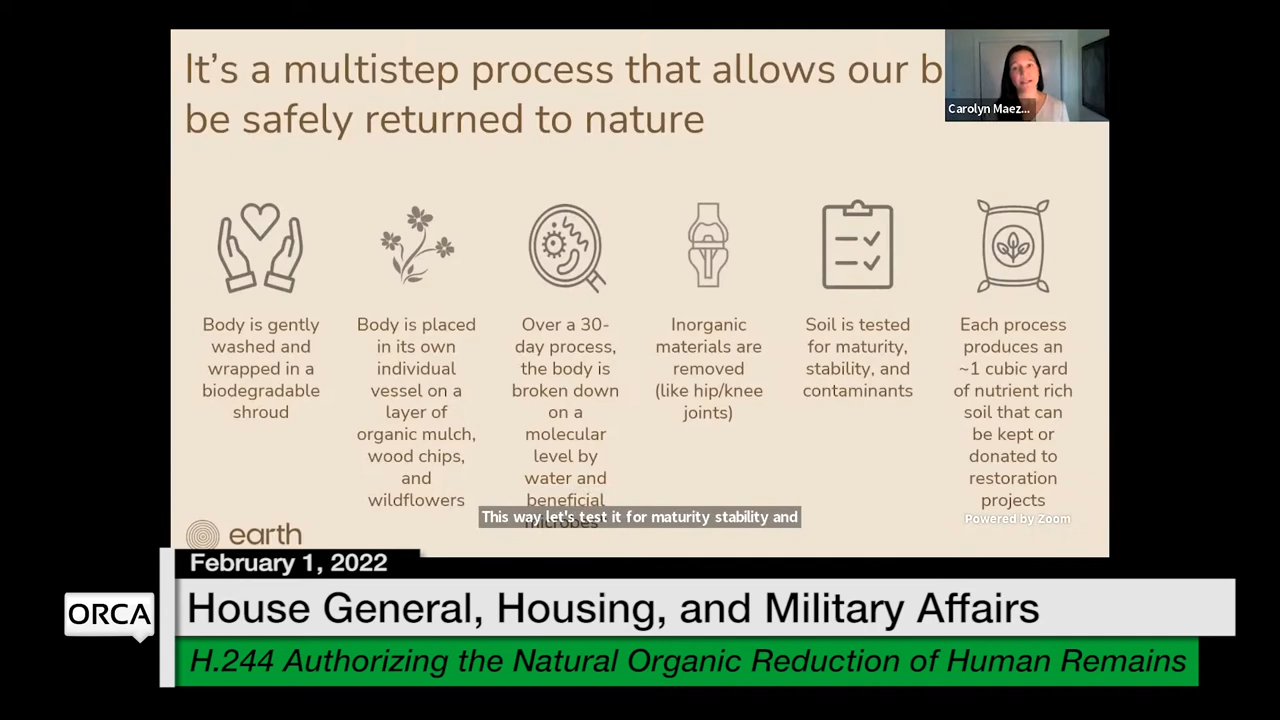 It's a multistep process that allows our b
be safely returned to nature
Carolyn Maez...
Body is gently
washed and
wrapped in a
biodegradable
shroud
Body is placed
in its own
individual
vessel on a
layer of
organic mulch,
wood chips,
and
wildflowers
Over a 30-
day process,
the body is
broken down
on a
molecular
level by
water and
beneficial
microbes
Inorganic
materials are
removed
(like hip/knee
joints)
Soil is tested
for maturity,
stability, and
contaminants
Each process
produces an
~1 cubic yard
of nutrient rich
soil that can
be kept or
donated to
restoration
projects
This way let's test it for maturity stability and
Powered by Zoom
earth
February 1, 2022
ORCA
House General, Housing, and Military Affairs
H.244 Authorizing the Natural Organic Reduction of Human Remains